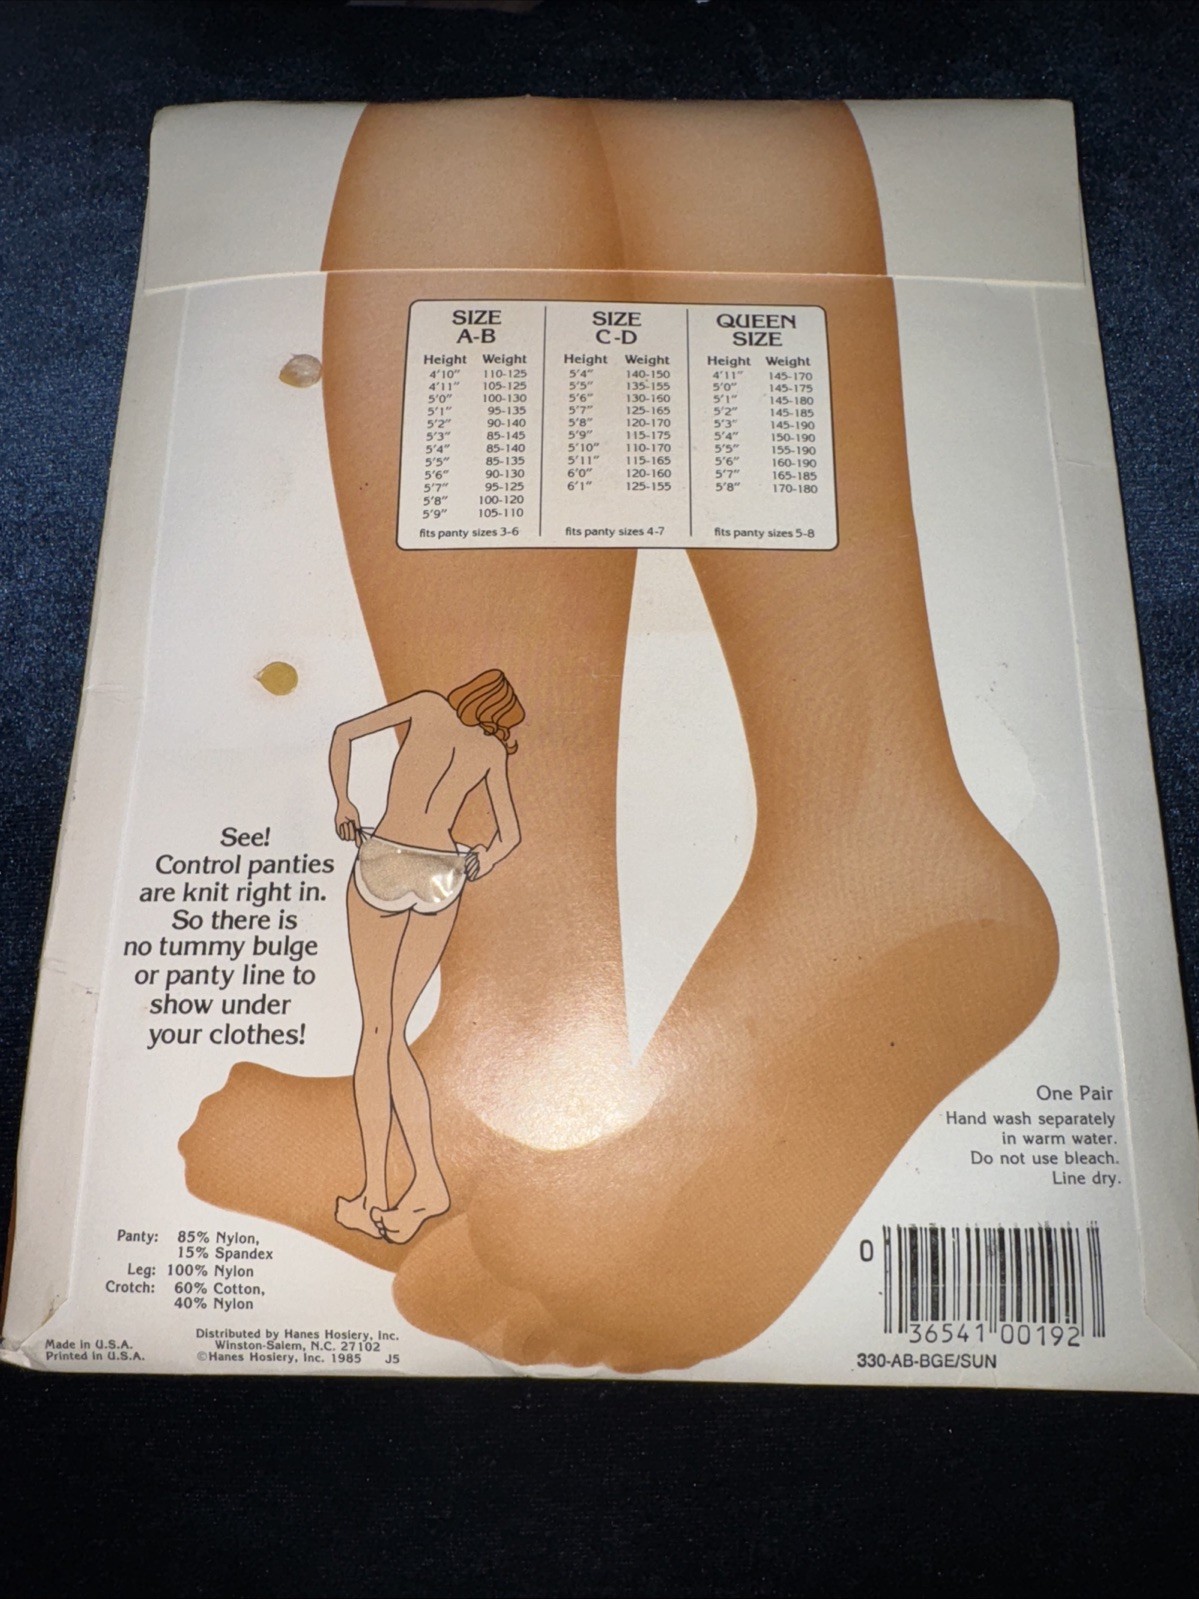 SIZE
A-B
Height Weight
4'10" 110-125
4'11" 105-125
5'0" 100-130
5'1" 95-135
5'2" 90-140
5'3" 85-145
5'4" 85-140
5'5" 85-135
5'6" 90-130
5'7" 95-125
5'8" 100-120
5'9" 105-110
fits panty sizes 3-6
SIZE
C-D
Height Weight
5'4" 140-150
5'5" 135-155
5'6" 130-160
5'7" 125-165
5'8" 120-170
5'9" 115-175
5'10" 110-170
5'11" 115-165
6'0" 120-160
6'1" 125-155
fits panty sizes 4-7
QUEEN
SIZE
Height Weight
4'11" 145-170
5'0" 145-175
5'1" 145-180
5'2" 145-185
5'3" 145-190
5'4" 150-190
5'5" 155-190
5'6" 160-190
5'7" 165-185
5'8" 170-180
fits panty sizes 5-8
See!
Control panties
are knit right in.
So there is
no tummy bulge
or panty line to
show under
your clothes!
One Pair
Hand wash separately
in warm water.
Do not use bleach.
Line dry.
Panty: 85% Nylon,
15% Spandex
Leg: 100% Nylon
Crotch: 60% Cotton,
40% Nylon
Made in U.S.A.
Printed in U.S.A.
Distributed by Hanes Hosiery, Inc.
Winston-Salem, N.C. 27102
©Hanes Hosiery, Inc. 1985 J5
0 36541 00192
330-AB-BGE/SUN